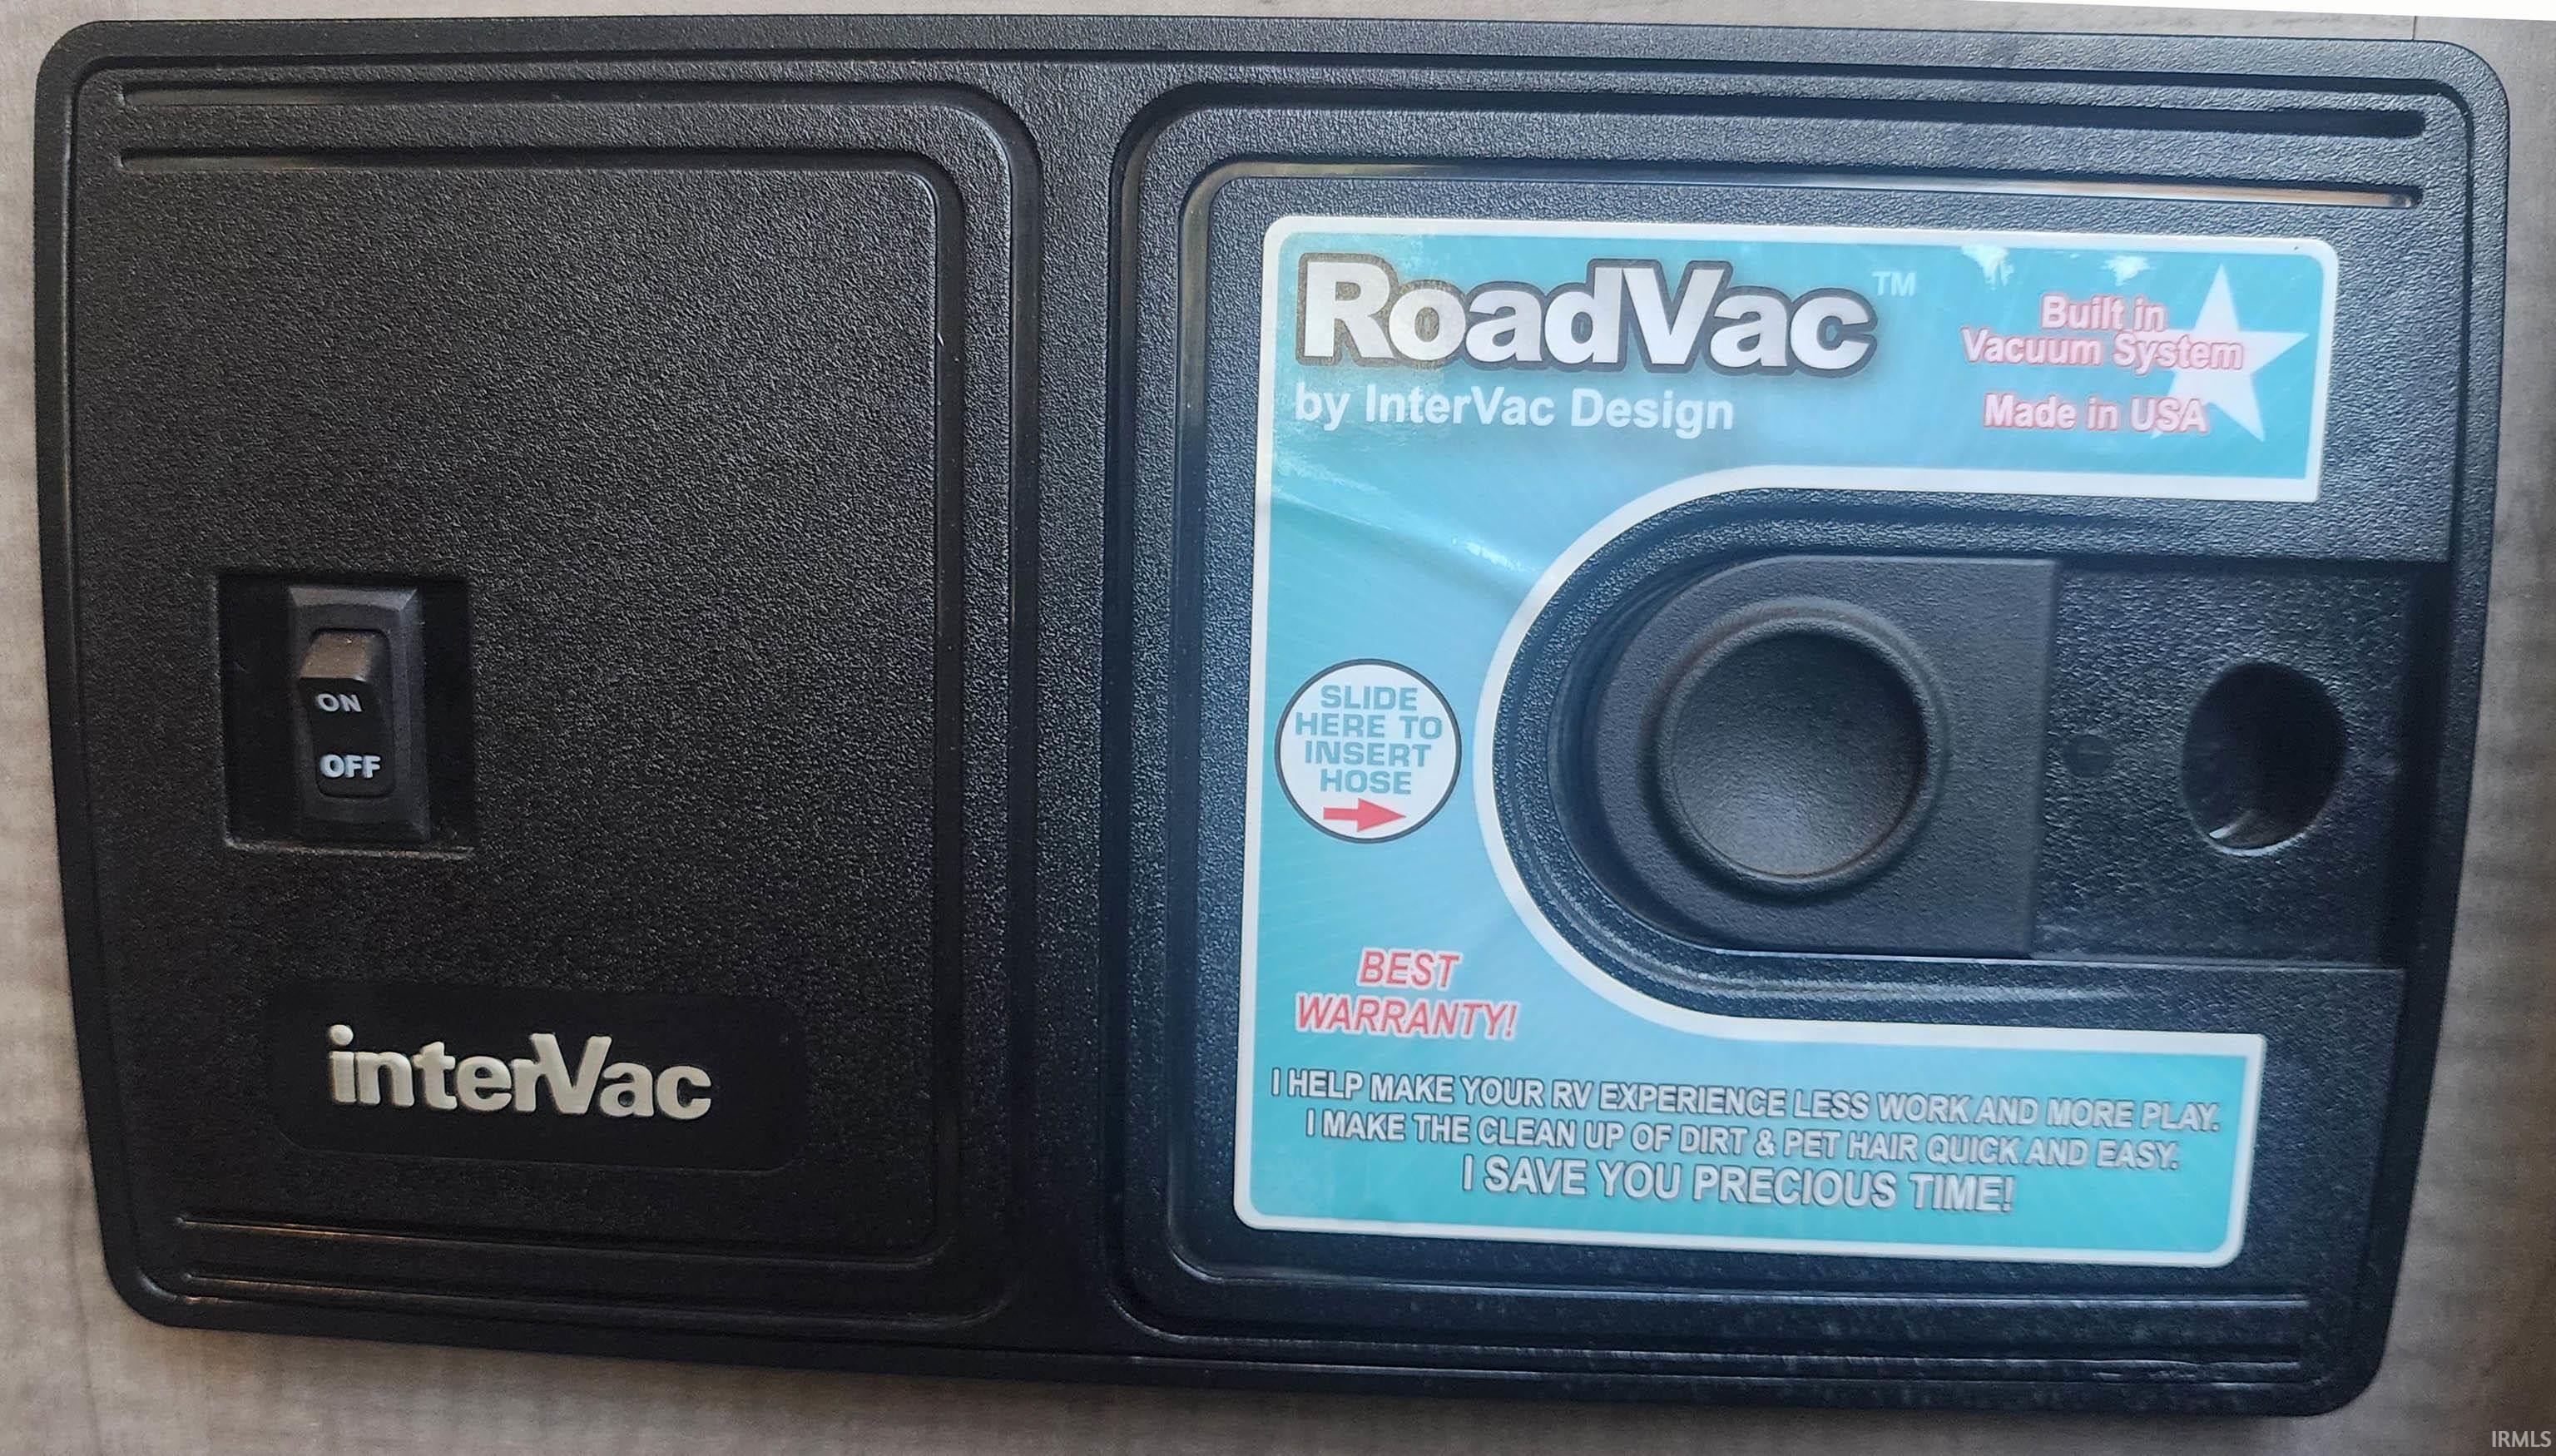 RoadVac™
by InterVac Design
Built in
Vacuum System
Made in USA
ON
OFF
SLIDE
HERE TO
INSERT
HOSE
BEST
WARRANTY!
interVac
I HELP MAKE YOUR RV EXPERIENCE LESS WORK AND MORE PLAY.
I MAKE THE CLEAN UP OF DIRT & PET HAIR QUICK AND EASY.
I SAVE YOU PRECIOUS TIME!
IRMLS